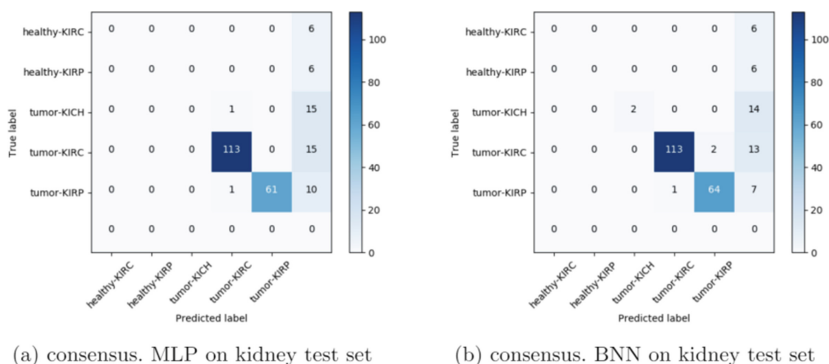 healthy-KIRC 0 0 0 0 0 6
healthy-KIRP 0 0 0 0 0 6
tumor-KICH 0 0 0 1 0 15
tumor-KIRC 0 0 0 113 0 15
tumor-KIRP 0 0 0 1 61 10
0 0 0 0 0 0
True label
healthy-KIRC healthy-KIRP tumor-KICH tumor-KIRC tumor-KIRP
Predicted label
100
80
60
40
20
0
(a) consensus. MLP on kidney test set
healthy-KIRC 0 0 0 0 0 6
healthy-KIRP 0 0 0 0 0 6
tumor-KICH 0 0 2 0 0 14
tumor-KIRC 0 0 0 113 2 13
tumor-KIRP 0 0 0 1 64 7
0 0 0 0 0 0
True label
healthy-KIRC healthy-KIRP tumor-KICH tumor-KIRC tumor-KIRP
Predicted label
100
80
60
40
20
0
(b) consensus. BNN on kidney test set